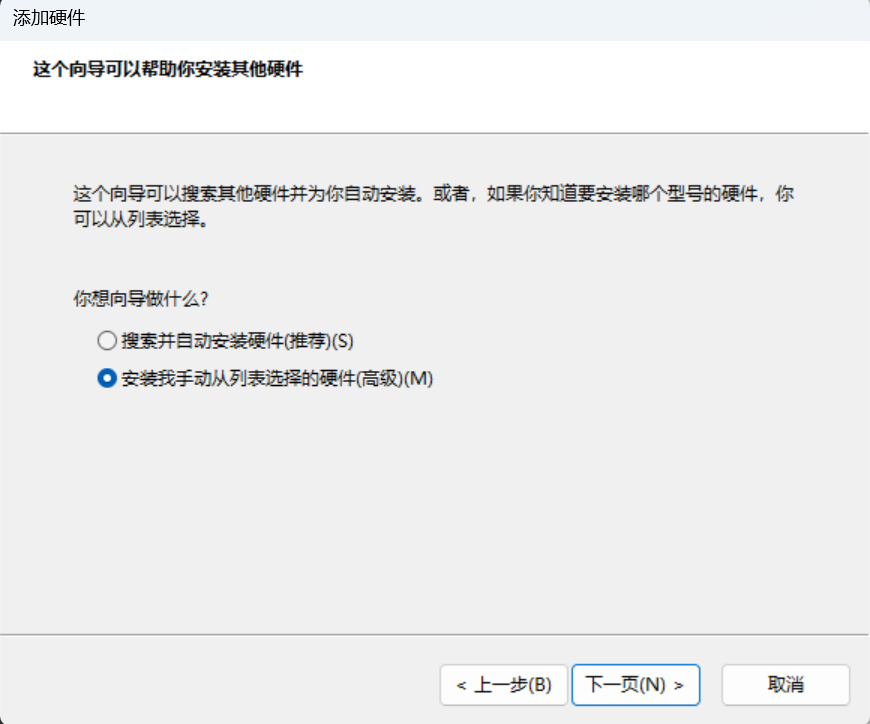 添加硬件
这个向导可以帮助你安装其他硬件
这个向导可以搜索其他硬件并为你自动安装。或者，如果你知道要安装哪个型号的硬件，你
可以从列表选择。
你想向导做什么?
搜索并自动安装硬件(推荐)(S)
安装我手动从列表选择的硬件(高级)(M)
< 上一步(B) 下一页(N) > 取消